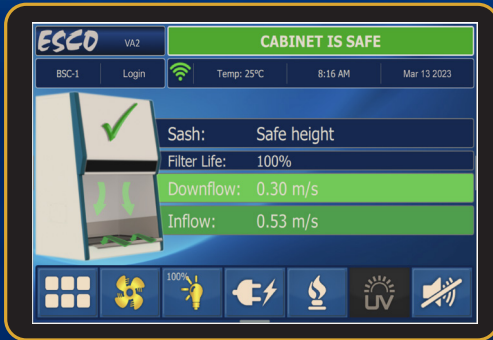 ESCO VA2 CABINET IS SAFE
BSC-1 Login Temp: 25°C 8:16 AM Mar 13 2023
Sash: Safe height
Filter Life: 100%
Downflow: 0.30 m/s
Inflow: 0.53 m/s
100%
UV